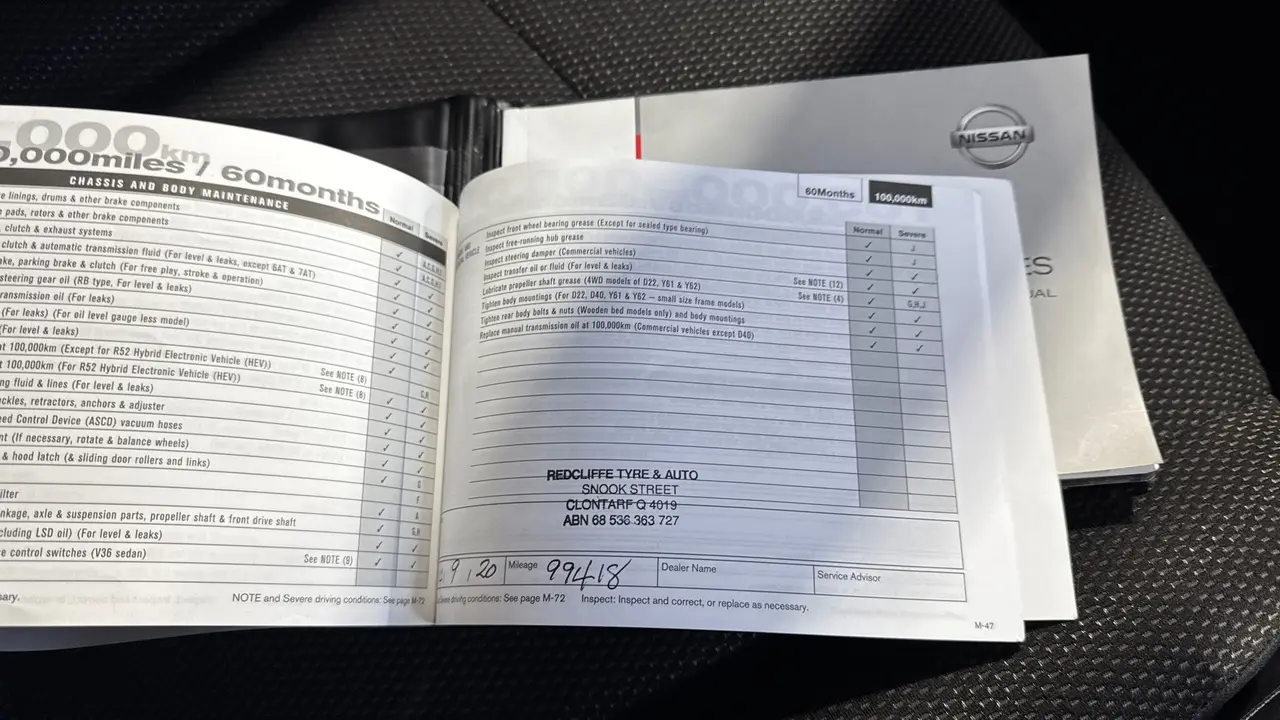 ,000km
0,000miles / 60months
CHASSIS AND BODY MAINTENANCE
Normal Severe
linings, drums & other brake components
pads, rotors & other brake components
clutch & exhaust systems
clutch & automatic transmission fluid (For level & leaks, except 6AT & 7AT)
parking brake & clutch (For free play, stroke & operation)
steering gear oil (RB type, For level & leaks)
transmission oil (For leaks)
(For leaks) (For oil level gauge less model)
(For level & leaks)
at 100,000km (Except for R52 Hybrid Electronic Vehicle (HEV)) See NOTE (8)
at 100,000km (For R52 Hybrid Electronic Vehicle (HEV)) See NOTE (8) G,H
ng fluid & lines (For level & leaks)
ckles, retractors, anchors & adjuster
eed Control Device (ASCD) vacuum hoses
nt (If necessary, rotate & balance wheels)
& hood latch (& sliding door rollers and links)
ilter
nkage, axle & suspension parts, propeller shaft & front drive shaft
cluding LSD oil) (For level & leaks) G,H
e control switches (V36 sedan) See NOTE (9)
sary.
NOTE and Severe driving conditions: See page M-72
60Months 100,000km
Normal Severe
Inspect front wheel bearing grease (Except for sealed type bearing) ✓ J
Inspect free-running hub grease ✓ J
Inspect steering damper (Commercial vehicles) ✓ ✓
Inspect transfer oil or fluid (For level & leaks) ✓ ✓
Lubricate propeller shaft grease (4WD models of D22, Y61 & Y62) See NOTE (12) ✓ G,H,J
Tighten body mountings (For D22, D40, Y61 & Y62 – small size frame models) See NOTE (4) ✓ ✓
Tighten rear body bolts & nuts (Wooden bed models only) and body mountings ✓ ✓
Replace manual transmission oil at 100,000km (Commercial vehicles except D40) ✓ ✓
REDCLIFFE TYRE & AUTO
SNOOK STREET
CLONTARF Q 4019
ABN 68 536 363 727
9 , 20 Mileage 99418 Dealer Name Service Advisor
Severe driving conditions: See page M-72 Inspect: Inspect and correct, or replace as necessary.
M-47
NISSAN
ES
UAL